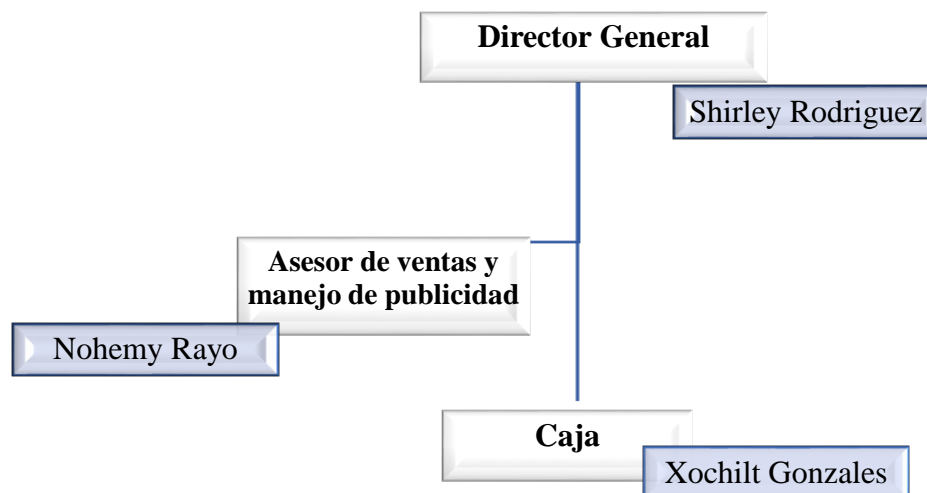 Director General
Shirley Rodriguez
Asesor de ventas y
manejo de publicidad
Nohemy Rayo
Caja
Xochilt Gonzales